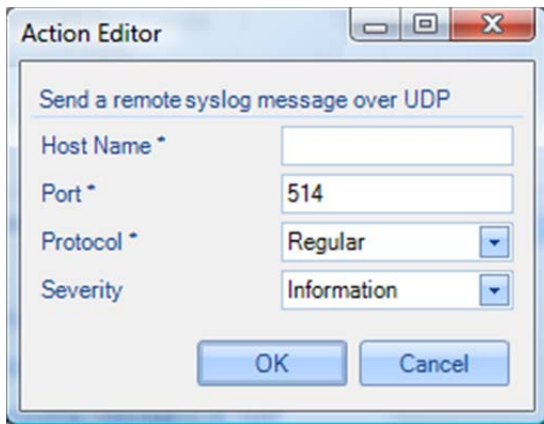 Action Editor
Send a remote syslog message over UDP
Host Name *
Port * 514
Protocol * Regular
Severity Information
OK Cancel